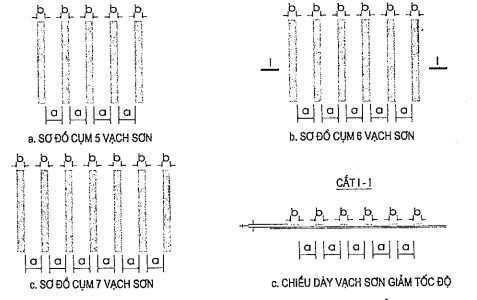 b b b b b
a a a a
a. SƠ ĐỒ CỤM 5 VẠCH SƠN
b b b b b b
I I
a a a a a
b. SƠ ĐỒ CỤM 6 VẠCH SƠN
b b b b b b b
a a a a a a
c. SƠ ĐỒ CỤM 7 VẠCH SƠN
CẮT I - I
b b b b b b
a a a a a
c. CHIỀU DÀY VẠCH SƠN GIẢM TỐC ĐỘ